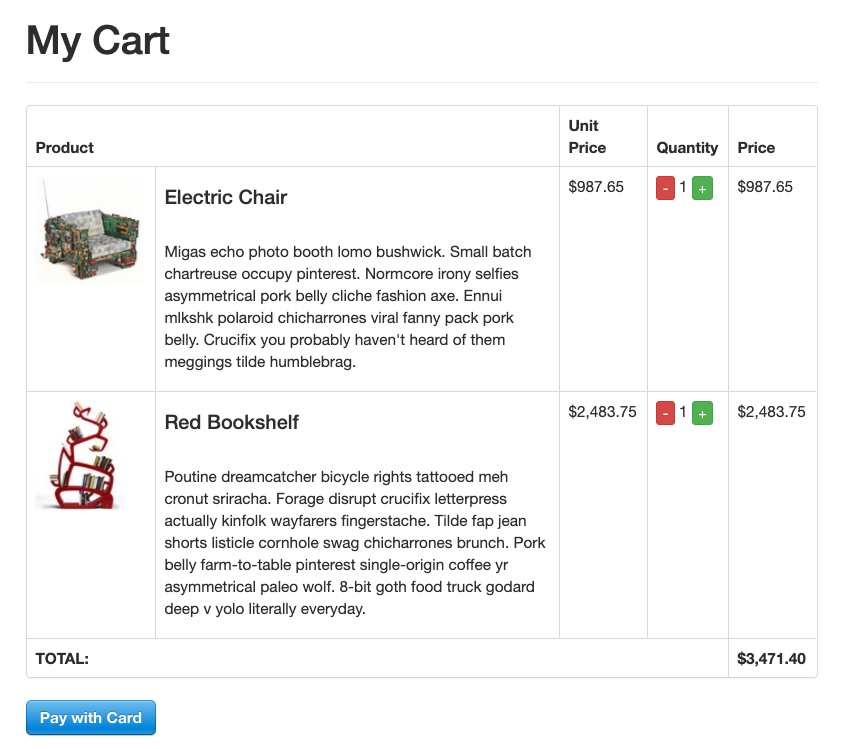 My Cart
Product
Unit Price
Quantity
Price
Electric Chair
$987.65
- 1 +
$987.65
Migas echo photo booth lomo bushwick. Small batch
chartreuse occupy pinterest. Normcore irony selfies
asymmetrical pork belly cliche fashion axe. Ennui
mlkshk polaroid chicharrones viral fanny pack pork
belly. Crucifix you probably haven't heard of them
meggings tilde humblebrag.
Red Bookshelf
$2,483.75
- 1 +
$2,483.75
Poutine dreamcatcher bicycle rights tattooed meh
cronut sriracha. Forage disrupt crucifix letterpress
actually kinfolk wayfarers fingerstache. Tilde fap jean
shorts listicle cornhole swag chicharrones brunch. Pork
belly farm-to-table pinterest single-origin coffee yr
asymmetrical paleo wolf. 8-bit goth food truck godard
deep v yolo literally everyday.
TOTAL:
$3,471.40
Pay with Card